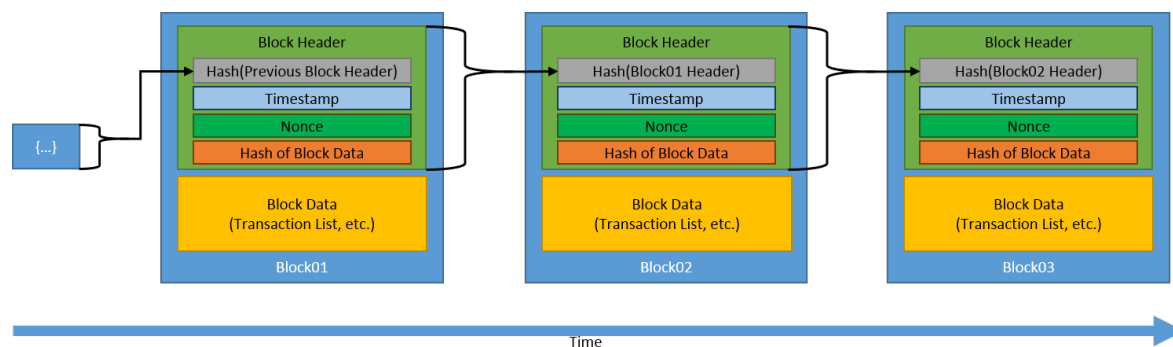 {...}
Block Header
Hash(Previous Block Header)
Timestamp
Nonce
Hash of Block Data
Block Data
(Transaction List, etc.)
Block01
Block Header
Hash(Block01 Header)
Timestamp
Nonce
Hash of Block Data
Block Data
(Transaction List, etc.)
Block02
Block Header
Hash(Block02 Header)
Timestamp
Nonce
Hash of Block Data
Block Data
(Transaction List, etc.)
Block03
Time